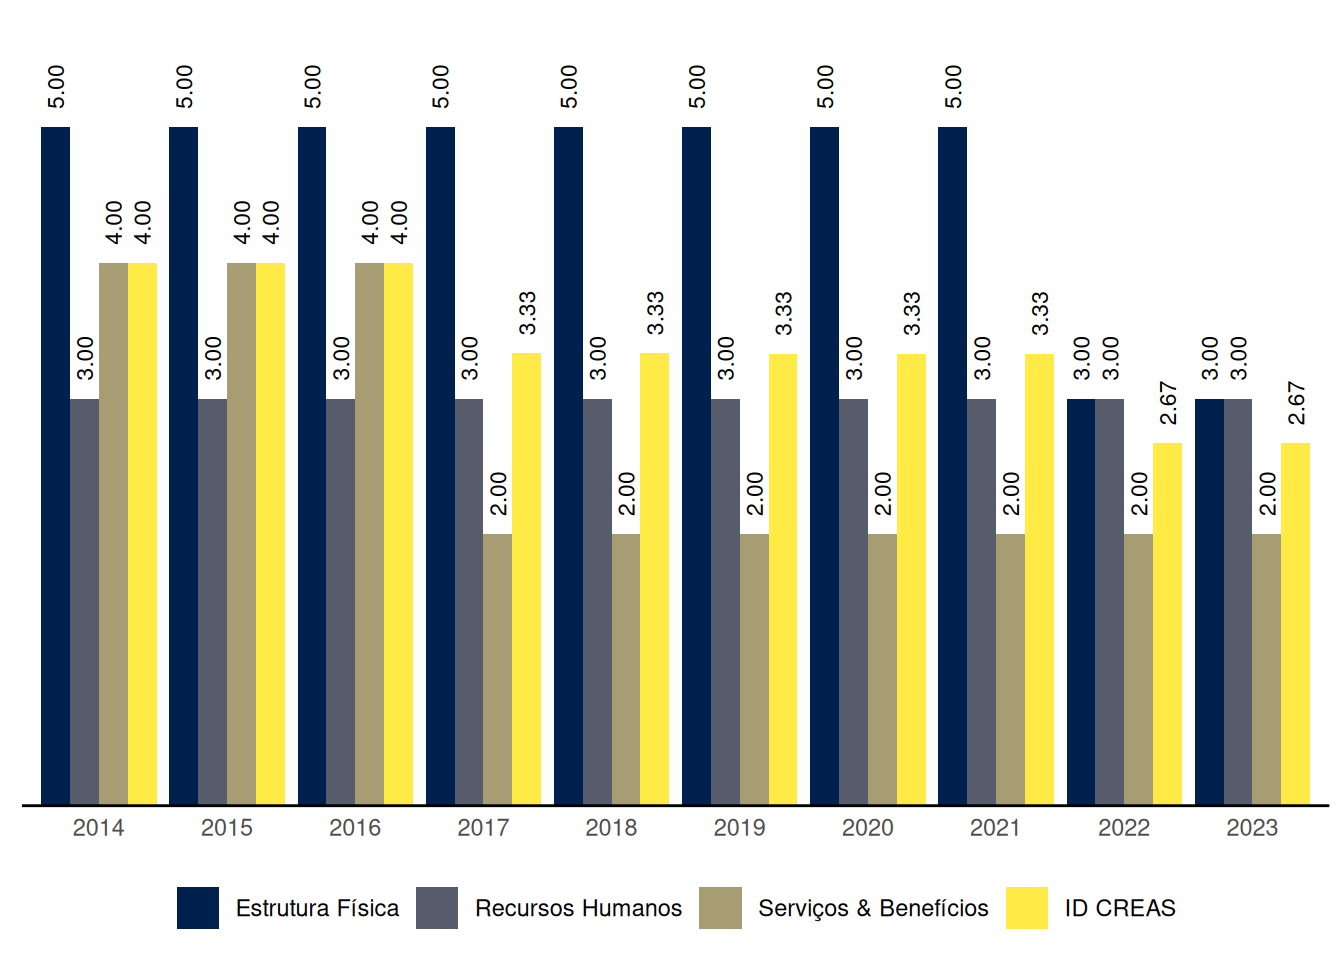 5.00 5.00 5.00 5.00 5.00 5.00 5.00 5.00
4.00 4.00 4.00 4.00 4.00 4.00
3.33 3.33 3.33 3.33 3.33
3.00 3.00 3.00 3.00 3.00 3.00 3.00 3.00 3.00 3.00 3.00 3.00
2.67 2.67
2.00 2.00 2.00 2.00 2.00 2.00 2.00
2014 2015 2016 2017 2018 2019 2020 2021 2022 2023
Estrutura Física Recursos Humanos Serviços & Benefícios ID CREAS